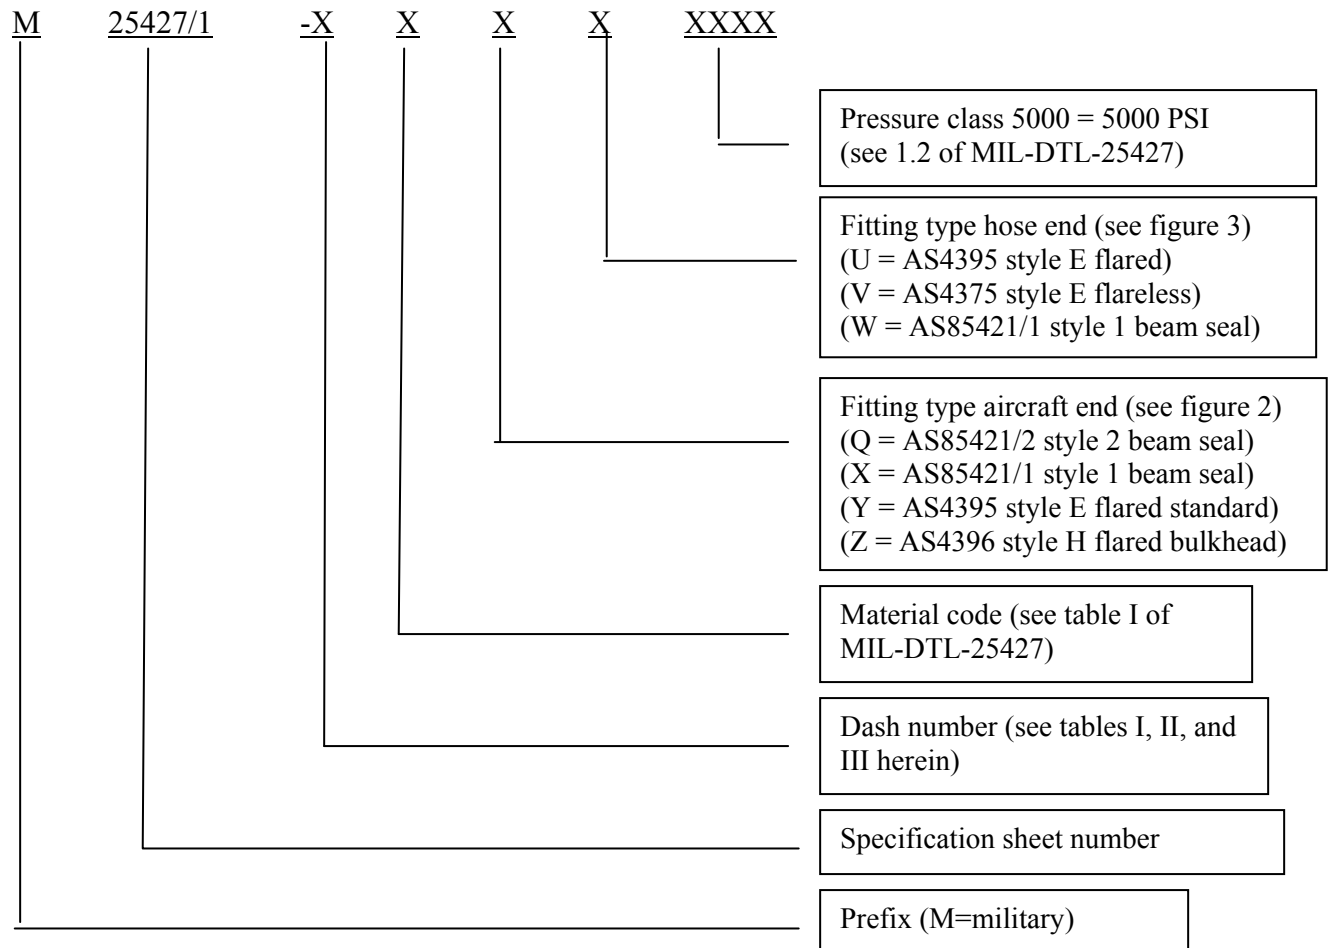 M 25427/1 -X X X X XXXX
Pressure class 5000 = 5000 PSI
(see 1.2 of MIL-DTL-25427)
Fitting type hose end (see figure 3)
(U = AS4395 style E flared)
(V = AS4375 style E flareless)
(W = AS85421/1 style 1 beam seal)
Fitting type aircraft end (see figure 2)
(Q = AS85421/2 style 2 beam seal)
(X = AS85421/1 style 1 beam seal)
(Y = AS4395 style E flared standard)
(Z = AS4396 style H flared bulkhead)
Material code (see table I of
MIL-DTL-25427)
Dash number (see tables I, II, and
III herein)
Specification sheet number
Prefix (M=military)